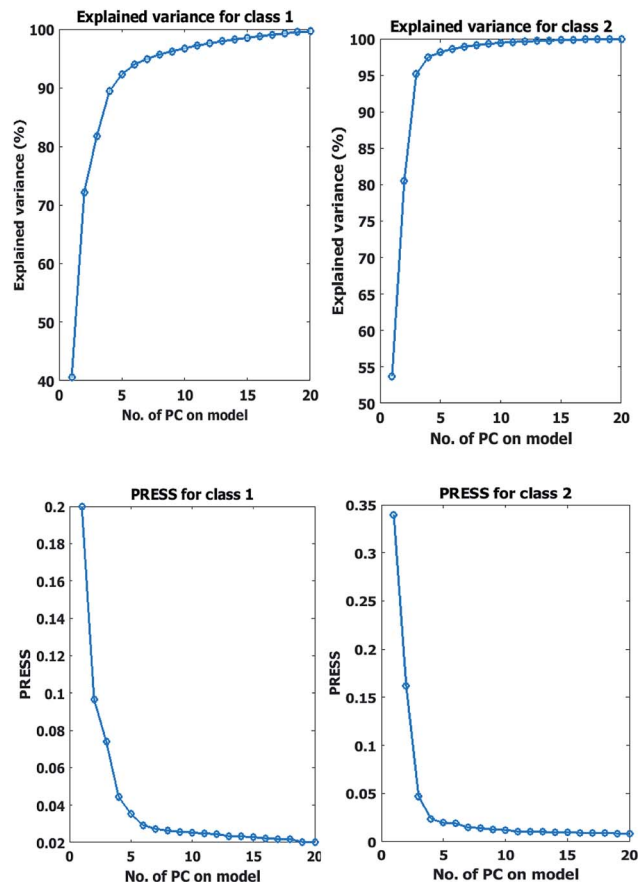 Explained variance for class 1
100
90
80
70
60
50
40
Explained variance (%)
0 5 10 15 20
No. of PC on model
Explained variance for class 2
100
95
90
85
80
75
70
65
60
55
50
Explained variance (%)
0 5 10 15 20
No. of PC on model
PRESS for class 1
0.2
0.18
0.16
0.14
0.12
0.1
0.08
0.06
0.04
0.02
PRESS
0 5 10 15 20
No. of PC on model
PRESS for class 2
0.35
0.3
0.25
0.2
0.15
0.1
0.05
0
PRESS
0 5 10 15 20
No. of PC on model